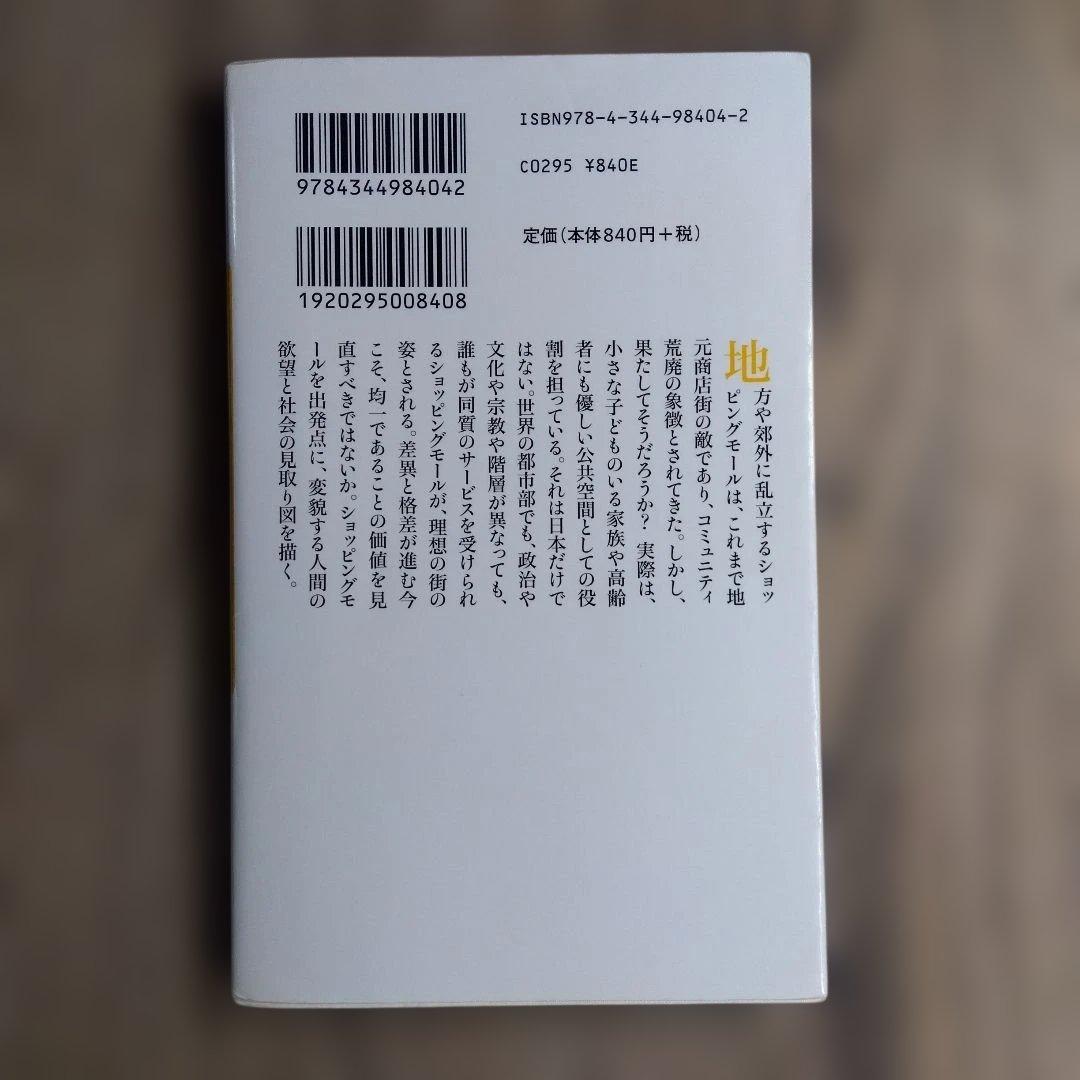 ISBN978-4-344-98404-2
C0295 ¥840E
9784344984042
定価(本体840円+税)
1920295008408
地方や郊外に乱立するショッ
ピングモールは、これまで地
元商店街の敵であり、コミュニティ
荒廃の象徴とされてきた。しかし、
果たしてそうだろうか? 実際は、
小さな子どものいる家族や高齢
者にも優しい公共空間としての役
割を担っている。それは日本だけで
はない。世界の都市部でも、政治や
文化や宗教や階層が異なっても、
誰もが同質のサービスを受けられ
るショッピングモールが、理想の街の
姿とされる。差異と格差が進む今
こそ、均一であることの価値を見
直すべきではないか。ショッピングモ
ールを出発点に、変貌する人間の
欲望と社会の見取り図を描く。